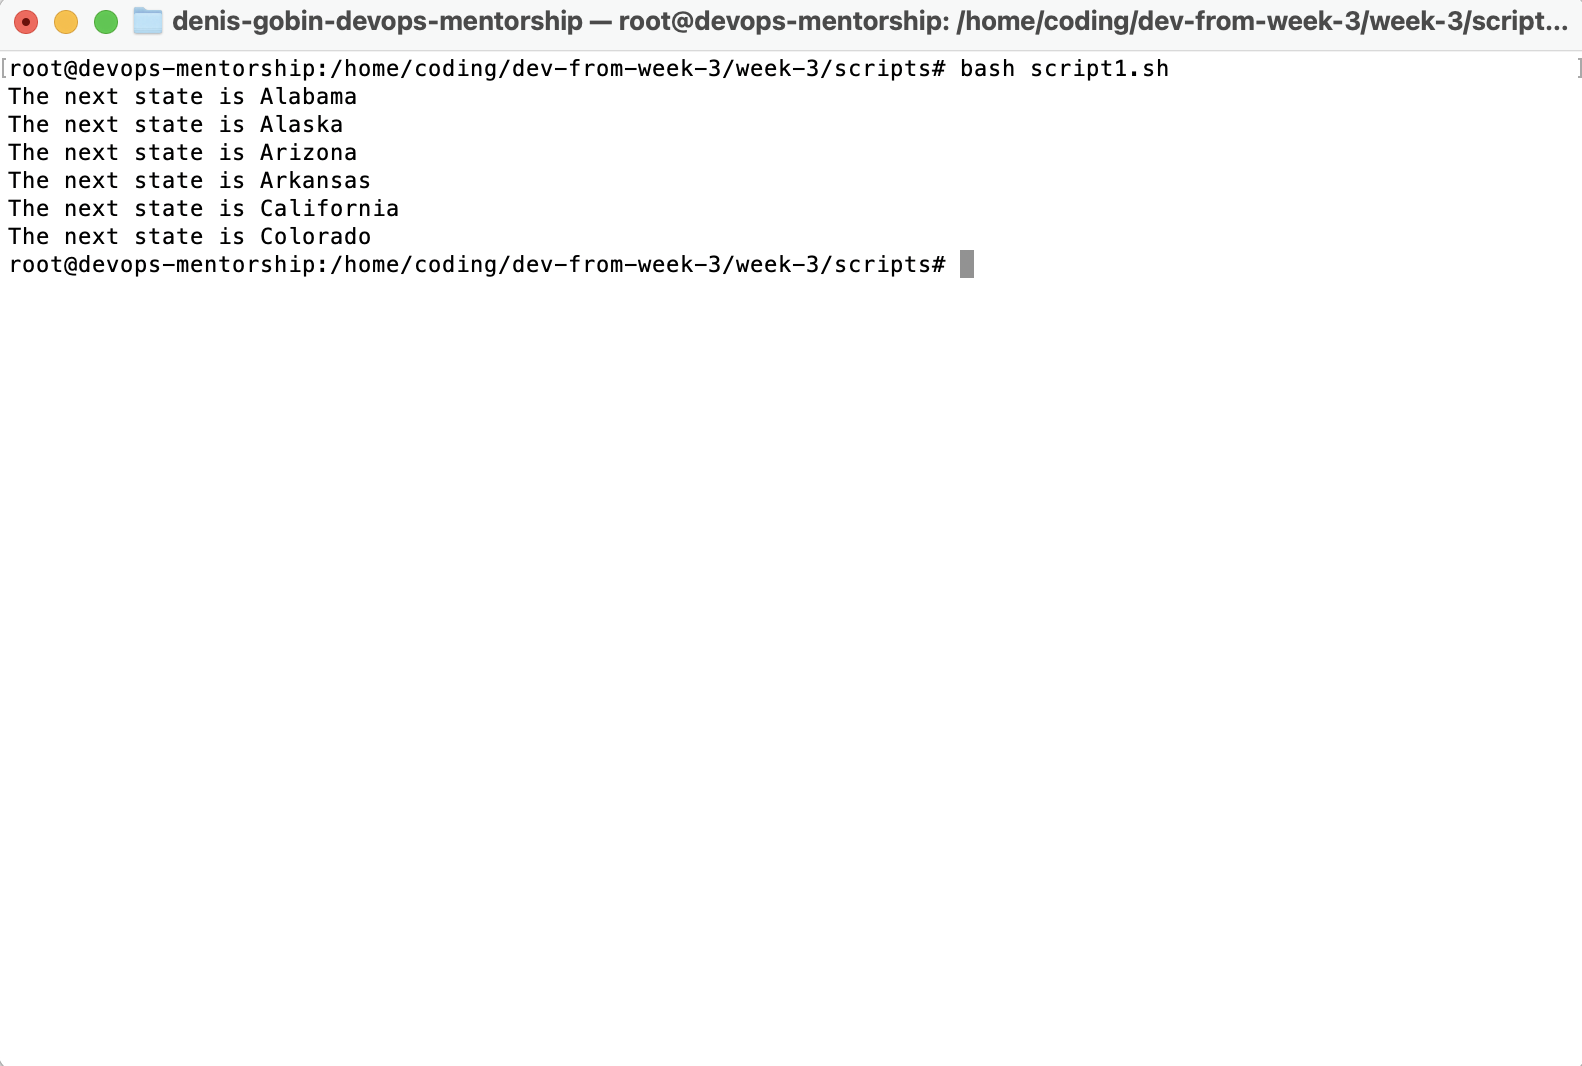 denis-gobin-devops-mentorship — root@devops-mentorship: /home/coding/dev-from-week-3/week-3/script...
[root@devops-mentorship:/home/coding/dev-from-week-3/week-3/scripts# bash script1.sh ]
The next state is Alabama
The next state is Alaska
The next state is Arizona
The next state is Arkansas
The next state is California
The next state is Colorado
root@devops-mentorship:/home/coding/dev-from-week-3/week-3/scripts#